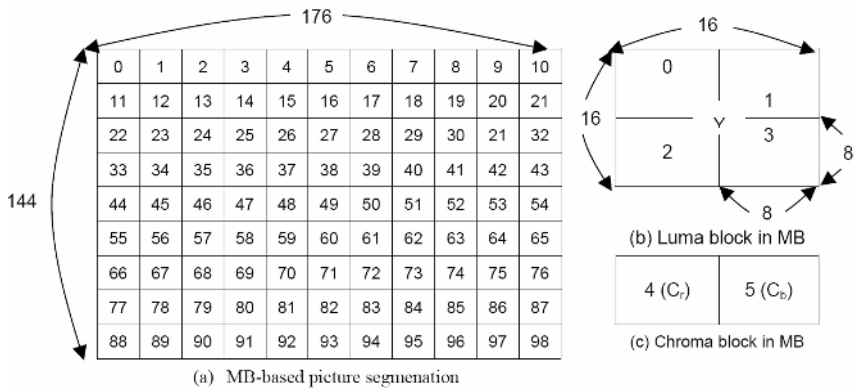 176
0 1 2 3 4 5 6 7 8 9 10
11 12 13 14 15 16 17 18 19 20 21
22 23 24 25 26 27 28 29 30 21 32
33 34 35 36 37 38 39 40 41 42 43
144
44 45 46 47 48 49 50 51 52 53 54
55 56 57 58 59 60 61 62 63 64 65
66 67 68 69 70 71 72 73 74 75 76
77 78 79 80 81 82 83 84 85 86 87
88 89 90 91 92 93 94 95 96 97 98
(a) MB-based picture segmenation
16
16
0
1
Y
2
3
8
8
(b) Luma block in MB
4 (Cr) 5 (Cb)
(c) Chroma block in MB